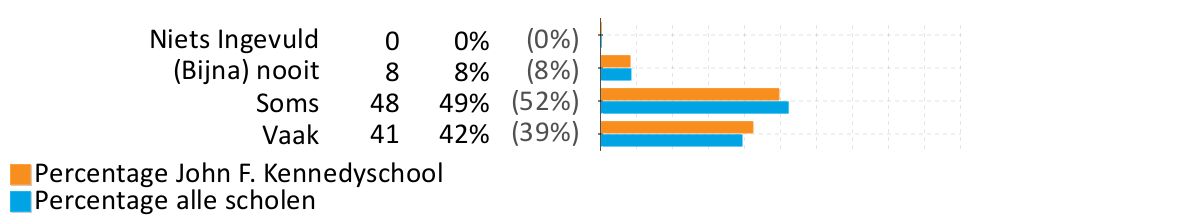 Niets Ingevuld 0 0% (0%)
(Bijna) nooit 8 8% (8%)
Soms 48 49% (52%)
Vaak 41 42% (39%)
Percentage John F. Kennedyschool
Percentage alle scholen